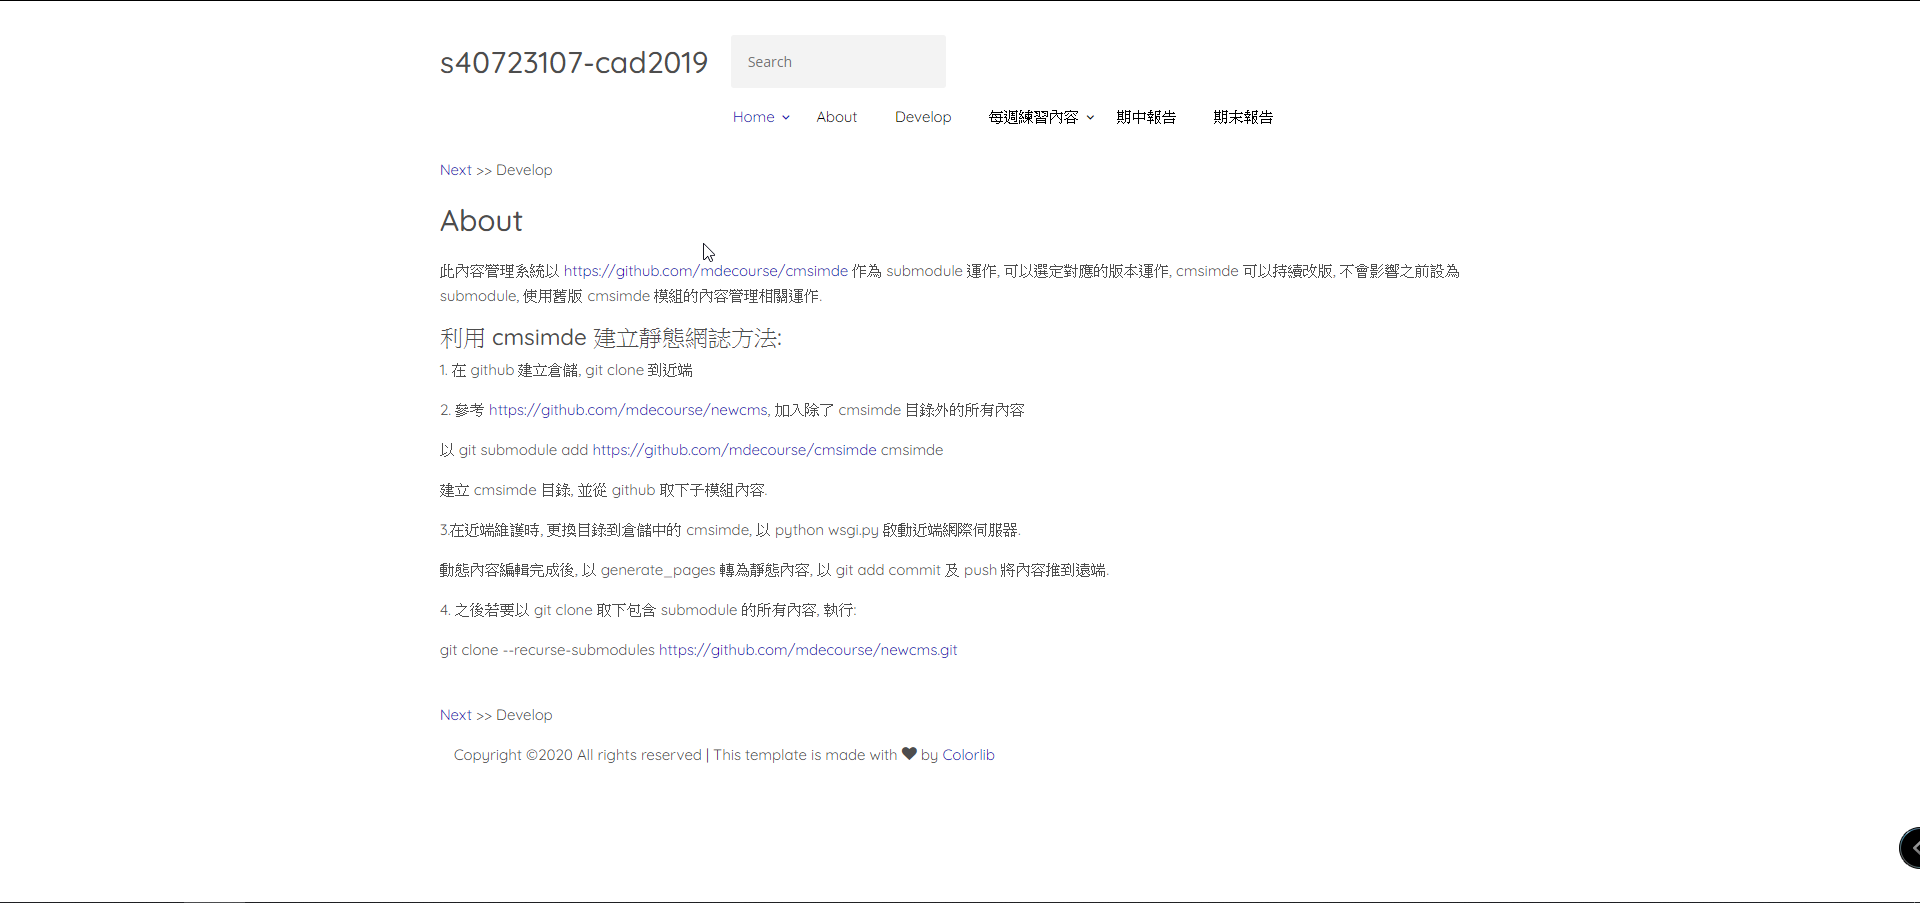 s40723107-cad2019
Search
Home About Develop 每週練習內容 期中報告 期末報告
Next >> Develop
About
此內容管理系統以 https://github.com/mdecourse/cmsimde 作為 submodule 運作, 可以選定對應的版本運作, cmsimde 可以持續改版, 不會影響之前設為
submodule, 使用舊版 cmsimde 模組的內容管理相關運作.
利用 cmsimde 建立靜態網誌方法:
1. 在 github 建立倉儲, git clone 到近端
2. 參考 https://github.com/mdecourse/newcms, 加入除了 cmsimde 目錄外的所有內容
以 git submodule add https://github.com/mdecourse/cmsimde cmsimde
建立 cmsimde 目錄, 並從 github 取下子模組內容.
3.在近端維護時, 更換目錄到倉儲中的 cmsimde, 以 python wsgi.py 啟動近端網際伺服器.
動態內容編輯完成後, 以 generate_pages 轉為靜態內容, 以 git add commit 及 push 將內容推到遠端.
4. 之後若要以 git clone 取下包含 submodule 的所有內容, 執行:
git clone --recurse-submodules https://github.com/mdecourse/newcms.git
Next >> Develop
Copyright ©2020 All rights reserved | This template is made with ♥ by Colorlib